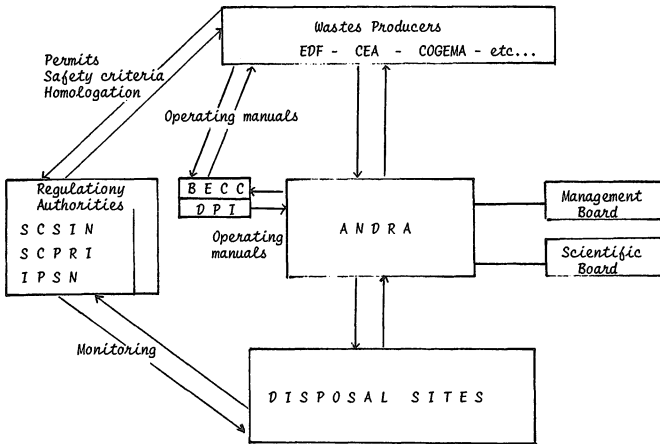 Wastes Producers
EDF - CEA - COGEMA - etc...
Permits
Safety criteria
Homologation
Operating manuals
Regulationy
Authorities
S C S I N
S C P R I
I P S N
B E C C
D P I
Operating
manuals
A N D R A
Management
Board
Scientific
Board
Monitoring
D I S P O S A L S I T E S